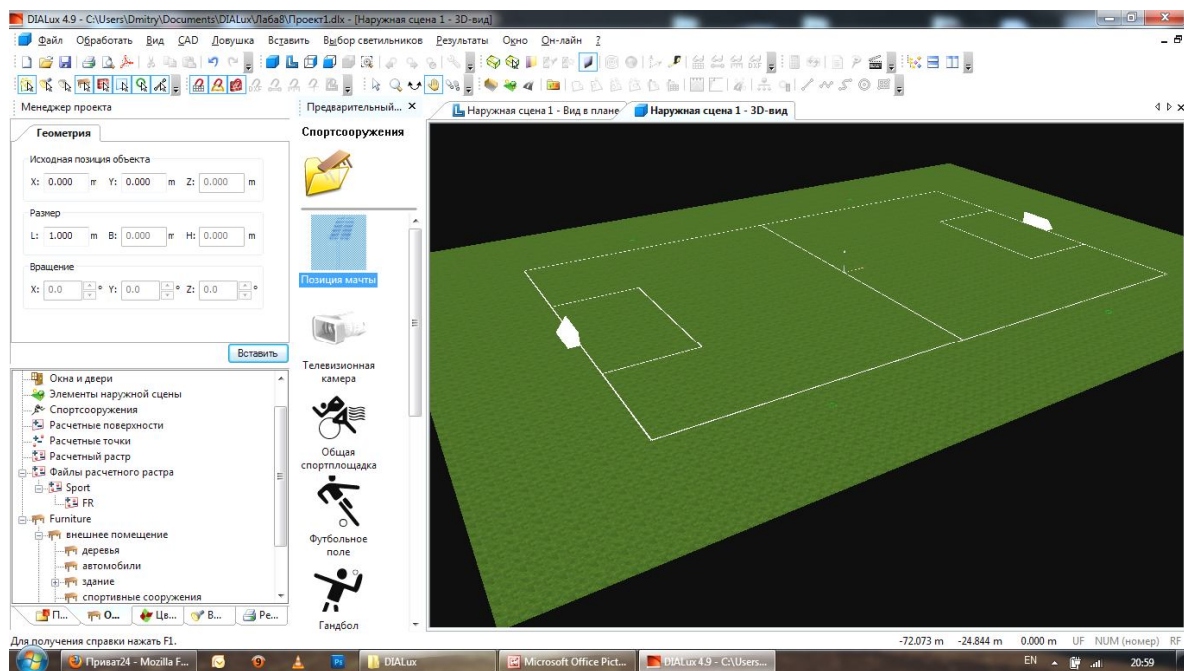 DIALux 4.9 - C:\Users\Dmitry\Documents\DIALux\Лаба8\Проект1.dlx - [Наружная сцена 1 - 3D-вид]
Файл Обработать Вид CAD Ловушка Вставить Выбор светильников Результаты Окно Он-лайн ?
Менеджер проекта
Геометрия
Исходная позиция объекта
X: 0.000 m Y: 0.000 m Z: 0.000 m
Размер
L: 1.000 m B: 0.000 m H: 0.000 m
Вращение
X: 0.0 ° Y: 0.0 ° Z: 0.0 °
Вставить
Окна и двери
Элементы наружной сцены
Спортсооружения
Расчетные поверхности
Расчетные точки
Расчетный растр
Файлы расчетного растра
Sport
FR
Furniture
внешнее помещение
деревья
автомобили
здание
спортивные сооружения
П... О... Цв... В... Ре...
Предварительный...
Спортсооружения
Позиция мачты
Телевизионная
камера
Общая
спортплощадка
Футбольное
поле
Гандбол
Наружная сцена 1 - Вид в плане
Наружная сцена 1 - 3D-вид
Для получения справки нажать F1.
-72.073 m -24.844 m 0.000 m UF NUM (номер) RF
Приват24 - Mozilla F...
DIALux
Microsoft Office Pict...
DIALux 4.9 - C:\Users...
EN
20:59